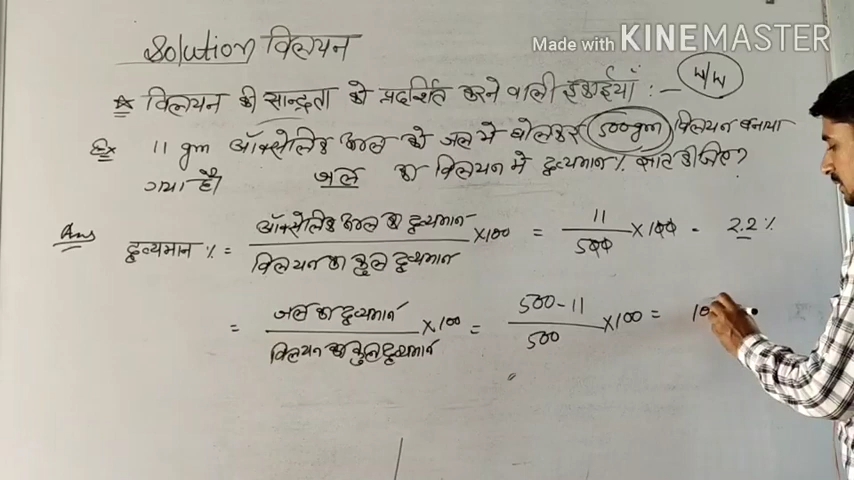 Made with KINEMASTER
Solution विलयन
विलयन की सान्द्रता को प्रदर्शित करने वाली इकाईयाँ :- W/W
Ex 11 gm ऑक्सेलिक अम्ल को जल मे घोलकर 500gm विलयन बनाया
गया है। जल का विलयन मे द्रव्यमान % ज्ञात कीजिए?
Ans द्रव्यमान % = ऑक्सेलिक अम्ल का द्रव्यमान / विलयन का कुल द्रव्यमान ×100 = 11 / 500 ×100 = 2.2 %
= जल का द्रव्यमान / विलयन का कुल द्रव्यमान ×100 = 500-11 / 500 ×100 = 10